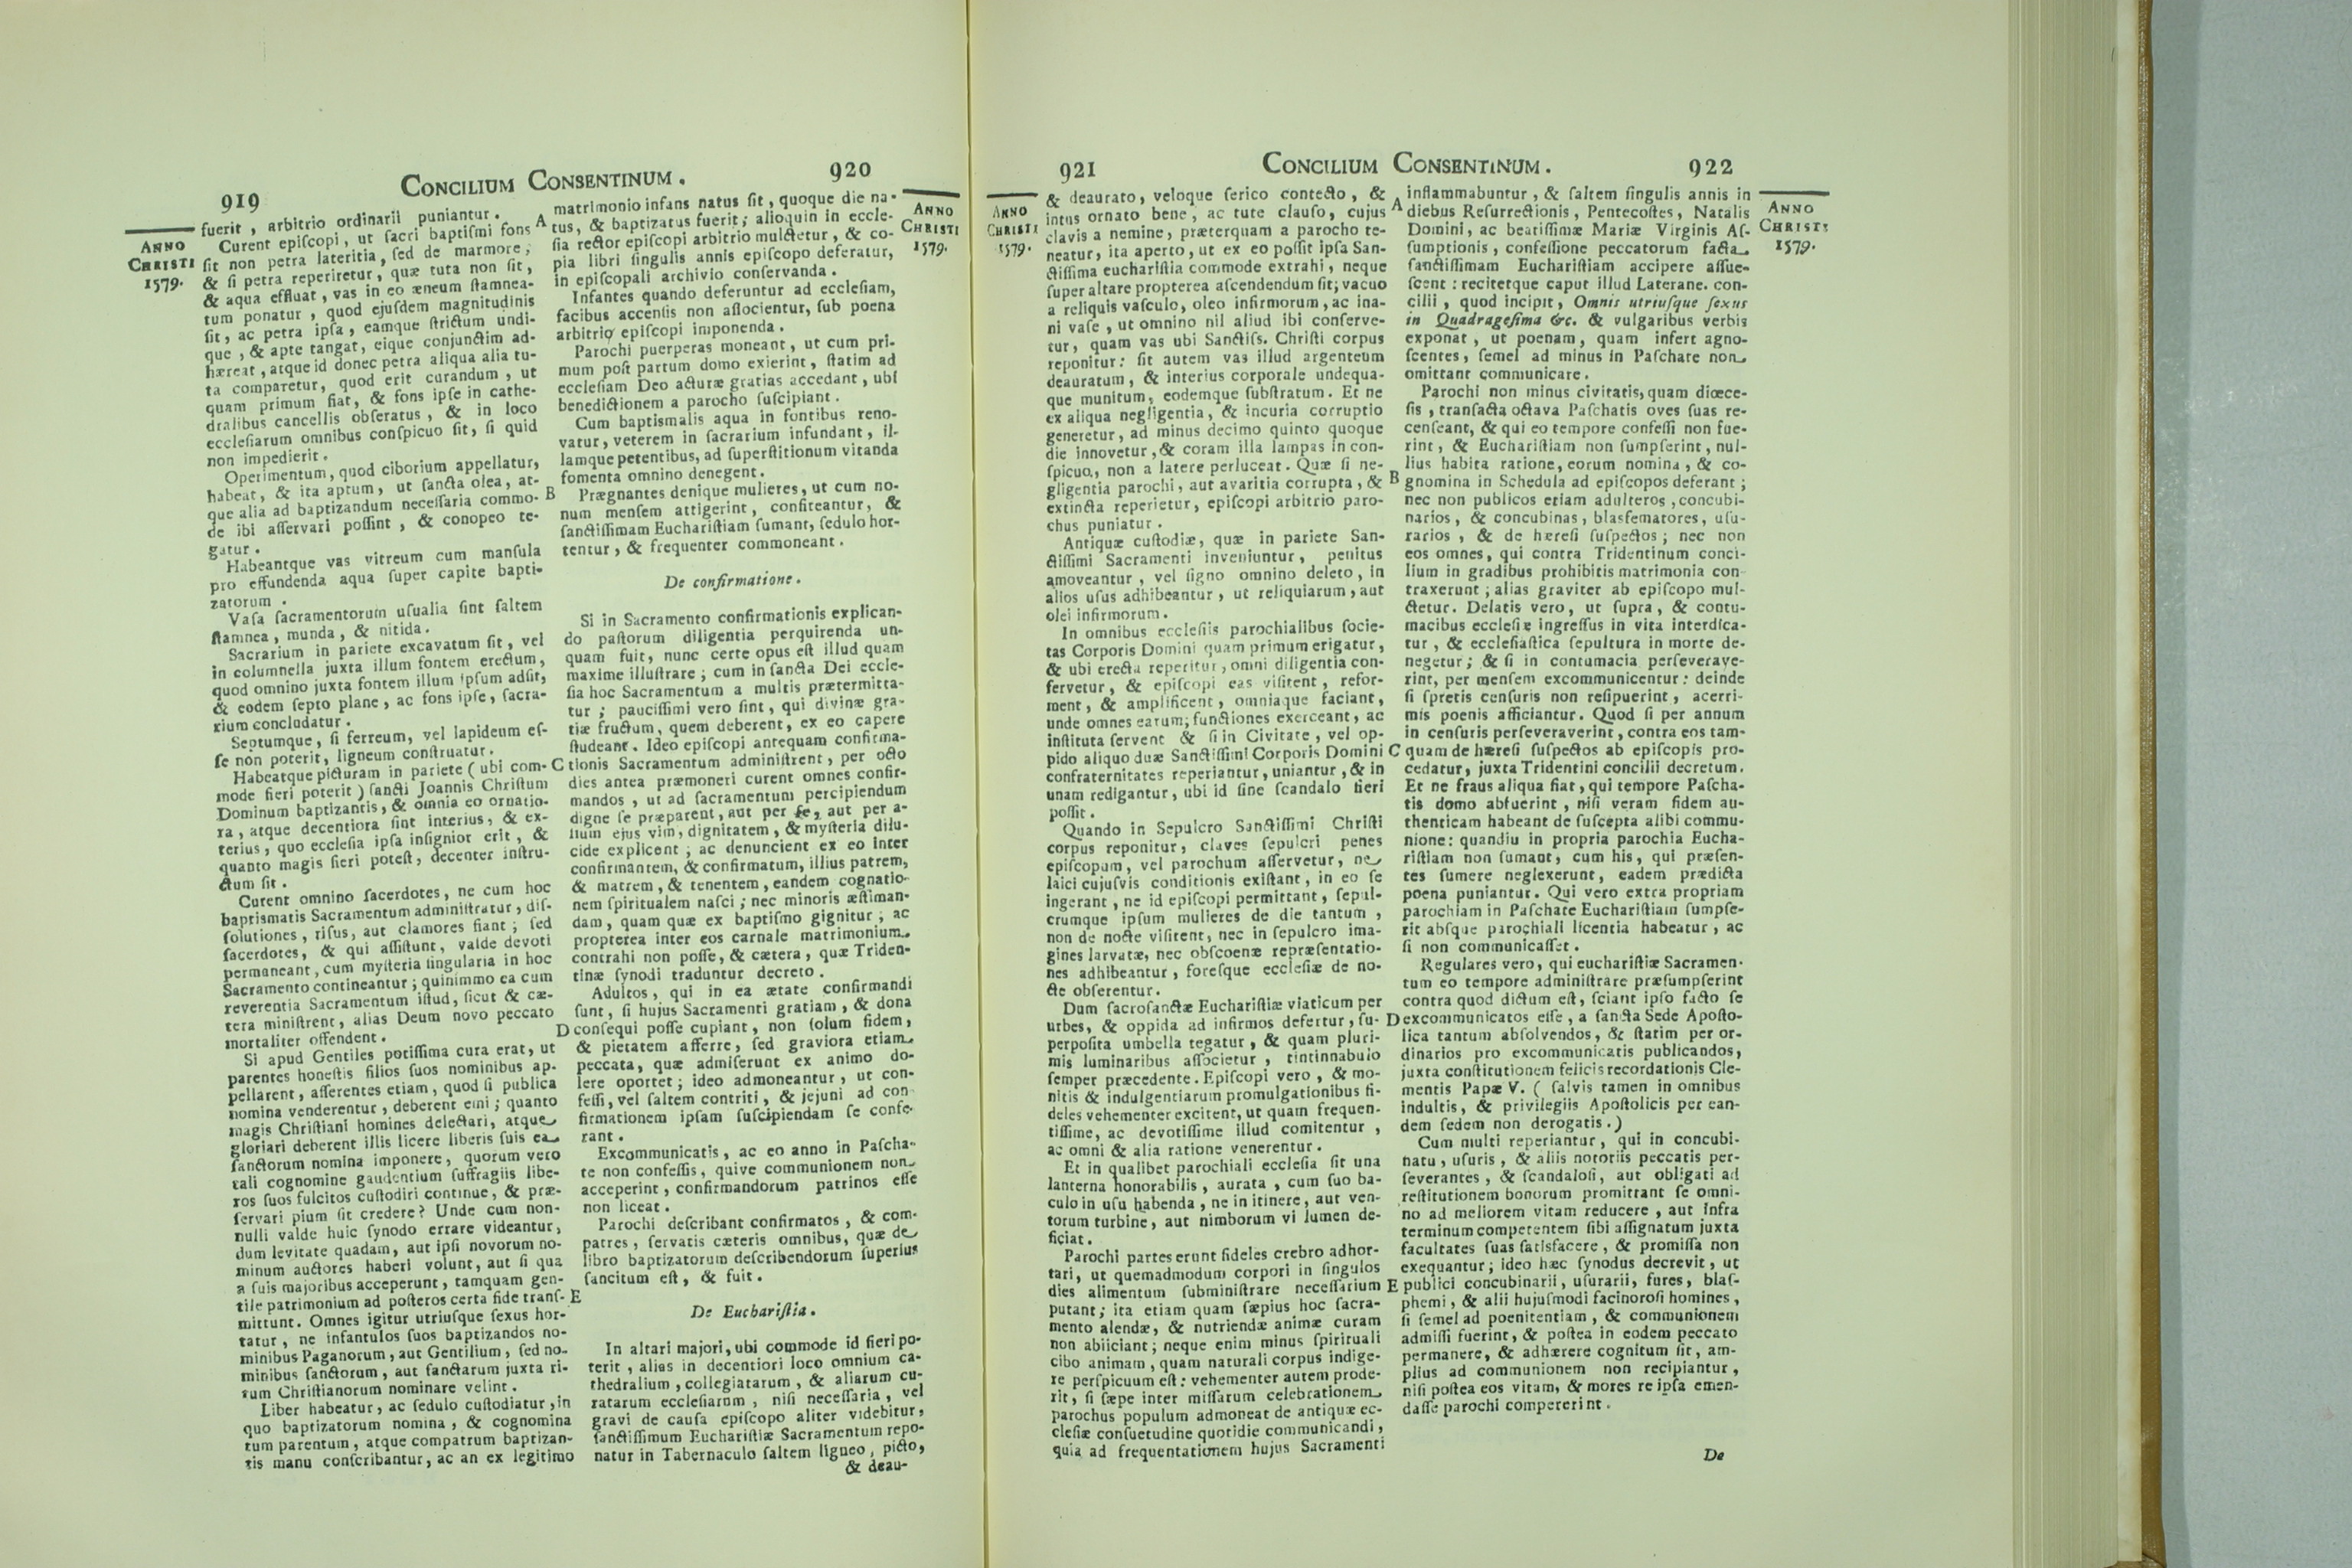 919
CONCILIUM CONSENTINUM.
920
ANNO
CHRISTI
1579.
fuerit, arbitrio ordinarii puniantur.
Curent episcopi, ut sacri baptismi fons
sit non petra lateritia, sed de marmore,
& si petra reperiretur, quæ tuta non sit,
& aqua effluat, vas in eo æneum stamnea-
tum ponatur, quod ejusdem magnitudinis
sit, ac petra ipsa, eamque strictum undi-
que, & apte tangat, eique conjunctim ad-
hæreat, atque id donec petra aliqua alia tu-
ta comparetur, quod erit curandum, ut
quam primum fiat, & fons ipse in cathe-
dralibus cancellis obseratus, & in loco
ecclesiarum omnibus conspicuo sit, si quid
non impedierit.
Operimentum, quod ciborium appellatur,
habeat, & ita aptum, ut sancta olea, at-
que alia ad baptizandum necessaria commo-
de ibi asservari possint, & conopeo te-
gatur.
Habeantque vas vitreum cum mansula
pro effundenda aqua super capite bapti-
zatorum.
Vasa sacramentorum usualia sint saltem
stamnea, munda, & nitida.
Sacrarium in pariete excavatum sit, vel
in columnella juxta illum fontem erectum,
quod omnino juxta fontem illum ipsum adsit,
& eodem septo plane, ac fons ipse, sacra-
rium concludatur.
Septumque, si ferreum, vel lapideum es-
se non poterit, ligneum construatur.
Habeatque picturam in pariete (ubi com-
mode fieri poterit) sancti Joannis Christum
Dominum baptizantis, & omnia eo ornatio-
ra, atque decentiora sint interius, & ex-
terius, quo ecclesia ipsa insignior erit, &
quanto magis fieri potest, decenter instru-
ctum sit.
Curent omnino sacerdotes, ne cum hoc
baptismatis Sacramentum administratur, dis-
solutiones, risus, aut clamores fiant; sed
sacerdotes, & qui assistunt, valde devoti
permaneant, cum mysteria singularia in hoc
Sacramento contineantur; quinimmo ea cum
reverentia Sacramentum istud, sicut & cæ-
tera ministrent, alias Deum novo peccato
mortaliter offendent.
Si apud Gentiles potissima cura erat, ut
parentes honestis filios suos nominibus ap-
pellarent, asserentes etiam, quod si publica
nomina venderentur, deberent emi; quanto
magis Christiani homines delectari, atque
gloriari deberent illis licere liberis suis ea
sanctorum nomina imponere, quorum vero
tali cognomine gaudentium suffragiis libe-
ros suos fulcitos custodiri continue, & præ-
servari pium sit credere? Unde cum non-
nulli valde huic synodo errare videantur,
dum levitate quadam, aut ipsi novorum no-
minum auctores haberi volunt, aut si qua
a suis majoribus acceperunt, tamquam gen-
tile patrimonium ad posteros certa fide trans-
mittunt. Omnes igitur utriusque sexus hor-
tatur, ne infantulos suos baptizandos no-
minibus Paganorum, aut Gentilium, sed no-
minibus sanctorum, aut sanctarum juxta ri-
tum Christianorum nominare velint.
Liber habeatur, ac sedulo custodiatur, in
quo baptizatorum nomina, & cognomina
tum parentum, atque compatrum baptizan-
tis manu conscribantur, ac an ex legitimo
A
B
C
D
E
matrimonio infans natus sit, quoque die na-
tus, & baptizatus fuerit; alioquin in eccle-
sia rector episcopi arbitrio mulctetur, & co-
pia libri singulis annis episcopo deferatur,
in episcopali archivio conservanda.
Infantes quando deferuntur ad ecclesiam,
facibus accensis non associentur, sub poena
arbitrio episcopi imponenda.
Parochi puerperas moneant, ut cum pri-
mum post partum domo exierint, statim ad
ecclesiam Deo acturæ gratias accedant, ubi
benedictionem a parocho suscipiant.
Cum baptismalis aqua in fontibus reno-
vatur, veterem in sacrarium infundant, il-
lamque petentibus, ad superstitionum vitanda
fomenta omnino denegent.
Prægnantes denique mulieres, ut cum no-
num mensem attigerint, confiteantur, &
sanctissimam Eucharistiam sumant, sedulo hor-
tentur, & frequenter commoneant.
De confirmatione.
Si in Sacramento confirmationis explican-
do pastorum diligentia perquirenda un-
quam fuit, nunc certe opus est illud quam
maxime illustrare; cum in sancta Dei eccle-
sia hoc Sacramentum a multis prætermitta-
tur; paucissimi vero sint, qui divinæ gra-
tiæ fructum, quem deberent, ex eo capere
studeant. Ideo episcopi antequam confirma-
tionis Sacramentum administrent, per octo
dies antea præmoneri curent omnes confir-
mandos, ut ad sacramentum percipiendum
digne se præparent, aut per se, aut per a-
lium ejus vim, dignitatem, & mysteria dilu-
cide explicent; ac denuncient ex eo inter
confirmantem, & confirmatum, illius patrem,
& matrem, & tenentem, eandem cognatio-
nem spiritualem nasci; nec minoris æstiman-
dam, quam quæ ex baptismo gignitur; ac
propterea inter eos carnale matrimonium
contrahi non posse, & cætera, quæ Triden-
tinæ synodi traduntur decreto.
Adultos, qui in ea ætate confirmandi
sunt, si hujus Sacramenti gratiam, & dona
consequi posse cupiant, non solum fidem,
& pietatem afferre, sed graviora etiam
peccata, quæ admiserunt ex animo do-
lere oportet; ideo admoneantur, ut con-
fessi, vel saltem contriti, & jejuni ad con-
firmationem ipsam suscipiendam se confe-
rant.
Excommunicatis, ac eo anno in Pascha-
te non confessis, quive communionem non
acceperint, confirmandorum patrinos esse
non liceat.
Parochi describant confirmatos, & com-
patres, servatis cæteris omnibus, quæ de
libro baptizatorum describendorum superius
sancitum est, & fuit.
De Eucharistia.
In altari majori, ubi commode id fieri po-
terit, alias in decentiori loco omnium ca-
thedralium, collegiatarum, & aliarum cu-
ratarum ecclesiarum, nisi necessaria, vel
gravi de causa episcopo aliter videbitur,
sanctissimum Eucharistiæ Sacramentum repo-
natur in Tabernaculo saltem ligneo, picto,
& deau-
ANNO
CHRISTI
1579.
921
CONCILIUM CONSENTINUM.
922
ANNO
CHRISTI
1579.
& deaurato, veloque serico contecto, &
intus ornato bene, ac tute clauso, cujus
clavis a nemine, præterquam a parocho te-
neatur, ita aperto, ut ex eo possit ipsa San-
ctissima eucharistia commode extrahi, neque
super altare propterea ascendendum sit; vacuo
a reliquis vasculo, oleo infirmorum, ac ina-
ni vase, ut omnino nil aliud ibi conserve-
tur, quam vas ubi Sanctiss. Christi corpus
reponitur: sit autem vas illud argenteum
deauratum, & interius corporale undequa-
que munitum, eodemque substratum. Et ne
ex aliqua negligentia, & incuria corruptio
generetur, ad minus decimo quinto quoque
die innovetur, & coram illa lampas in con-
spicuo, non a latere perluceat. Quæ si ne-
gligentia parochi, aut avaritia corrupta, &
extincta reperietur, episcopi arbitrio paro-
chus puniatur.
Antiquæ custodiæ, quæ in pariete San-
ctissimi Sacramenti inveniuntur, penitus
amoveantur, vel signo omnino deleto, in
alios usus adhibeantur, ut reliquiarum, aut
olei infirmorum.
In omnibus ecclesiis parochialibus socie-
tas Corporis Domini quam primum erigatur,
& ubi erecta reperitur, omni diligentia con-
servetur, & episcopi eas visitent, refor-
ment, & amplificent, omniaque faciant,
unde omnes earum; functiones exerceant, ac
instituta servent & si in Civitate, vel op-
pido aliquo duæ Sanctissimi Corporis Domini
confraternitates reperiantur, uniantur, & in
unam redigantur, ubi id sine scandalo fieri
possit.
Quando in Sepulcro Sanctissimi Christi
corpus reponitur, claves sepulcri penes
episcopum, vel parochum asservetur, ne
laici cujusvis conditionis existant, in eo se
ingerant, ne id episcopi permittant, sepul-
crumque ipsum mulieres de die tantum,
non de nocte visitent, nec in sepulcro ima-
gines larvatæ, nec obscoenæ repræsentatio-
nes adhibeantur, foresque ecclesiæ de no-
cte obserentur.
Dum sacrosanctæ Eucharistiæ viaticum per
urbes, & oppida ad infirmos defertur, su-
perposita umbella tegatur, & quam pluri-
mis luminaribus associetur, tintinnabulo
semper præcedente. Episcopi vero, & mo-
nitis & indulgentiarum promulgationibus fi-
deles vehementer excitent, ut quam frequen-
tissime, ac devotissime illud comitentur,
ac omni & alia ratione venerentur.
Et in qualibet parochiali ecclesia sit una
lanterna honorabilis, aurata, cum suo ba-
culo in usu habenda, ne in itinere, aut ven-
torum turbine, aut nimborum vi lumen de-
ficiat.
Parochi partes erunt fideles crebro adhor-
tari, ut quemadmodum corpori in singulos
dies alimentum subministrare necessarium
putant; ita etiam quam sæpius hoc sacra-
mento alendæ, & nutriendæ animæ curam
non abiiciant; neque enim minus spirituali
cibo animam, quam naturali corpus indige-
re perspicuum est: vehementer autem prode-
rit, si sæpe inter missarum celebrationem
parochus populum admoneat de antiquæ ec-
clesiæ consuetudine quotidie communicandi,
quia ad frequentationem hujus Sacramenti
A
B
C
D
E
inflammabuntur, & saltem singulis annis in
diebus Resurrectionis, Pentecostes, Natalis
Domini, ac beatissimæ Mariæ Virginis As-
sumptionis, confessione peccatorum facta
sanctissimam Eucharistiam accipere assue-
scent: recitetque caput illud Laterane. con-
cilii, quod incipit, Omnis utriusque sexus
in Quadragesima &c. & vulgaribus verbis
exponat, ut poenam, quam infert agno-
scentes, semel ad minus in Paschate non
omittant communicare.
Parochi non minus civitatis, quam dioece-
sis, transacta octava Paschatis oves suas re-
censeant, & qui eo tempore confessi non fue-
rint, & Eucharistiam non sumpserint, nul-
lius habita ratione, eorum nomina, & co-
gnomina in Schedula ad episcopos deferant;
nec non publicos etiam adulteros, concubi-
narios, & concubinas, blasfematores, usu-
rarios, & de hæresi suspectos; nec non
eos omnes, qui contra Tridentinum conci-
lium in gradibus prohibitis matrimonia con-
traxerunt; alias graviter ab episcopo mul-
ctetur. Delatis vero, ut supra, & contu-
macibus ecclesiæ ingressus in vita interdica-
tur, & ecclesiastica sepultura in morte de-
negetur; & si in contumacia perseverave-
rint, per mensem excommunicentur: deinde
si spretis censuris non resipuerint, acerri-
mis poenis afficiantur. Quod si per annum
in censuris perseveraverint, contra eos tam-
quam de hæresi suspectos ab episcopis pro-
cedatur, juxta Tridentini concilii decretum.
Et ne fraus aliqua fiat, qui tempore Pascha-
tis domo abfuerint, nisi veram fidem au-
thenticam habeant de suscepta alibi commu-
nione: quandiu in propria parochia Eucha-
ristiam non sumant, cum his, qui præsen-
tes sumere neglexerunt, eadem prædicta
poena puniantur. Qui vero extra propriam
parochiam in Paschate Eucharistiam sumpse-
rit absque parochiali licentia habeatur, ac
si non communicasset.
Regulares vero, qui eucharistiæ Sacramen-
tum eo tempore administrare præsumpserint
contra quod dictum est, sciant ipso facto se
excommunicatos esse, a sancta Sede Aposto-
lica tantum absolvendos, & statim per or-
dinarios pro excommunicatis publicandos,
juxta constitutionem felicis recordationis Cle-
mentis Papæ V. (salvis tamen in omnibus
indultis, & privilegiis Apostolicis per ean-
dem sedem non derogatis.)
Cum multi reperiantur, qui in concubi-
natu, usuris, & aliis notoriis peccatis per-
severantes, & scandalosi, aut obligati ad
restitutionem bonorum promittant se omni-
no ad meliorem vitam reducere, aut infra
terminum competentem sibi assignatum juxta
facultates suas satisfacere, & promissa non
exequantur; ideo hæc synodus decrevit, ut
publici concubinarii, usurarii, fures, blas-
phemi, & alii hujusmodi facinorosi homines,
si semel ad poenitentiam, & communionem
admissi fuerint, & postea in eodem peccato
permanere, & adhærere cognitum sit, am-
plius ad communionem non recipiantur,
nisi postea eos vitam, & mores re ipsa emen-
dasse parochi compererint.
De
ANNO
CHRISTI
1579.